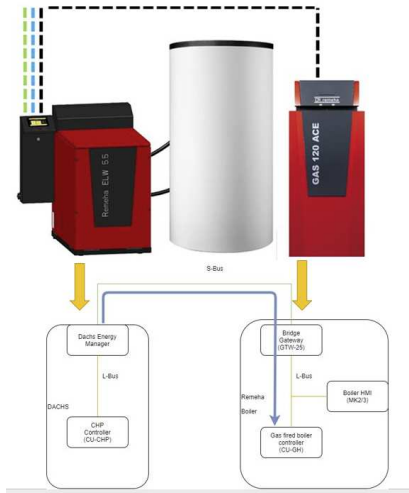 remeha
Remeha ELW 5.5
GAS 120 ACE
S-Bus
Dachs Energy
Manager
Bridge
Gateway
(GTW-25)
L-Bus
L-Bus
Boiler HMI
(MK2/3)
DACHS
Remeha
Boiler
CHP
Controller
(CU-CHP)
Gas fired boiler
controller
(CU-GH)